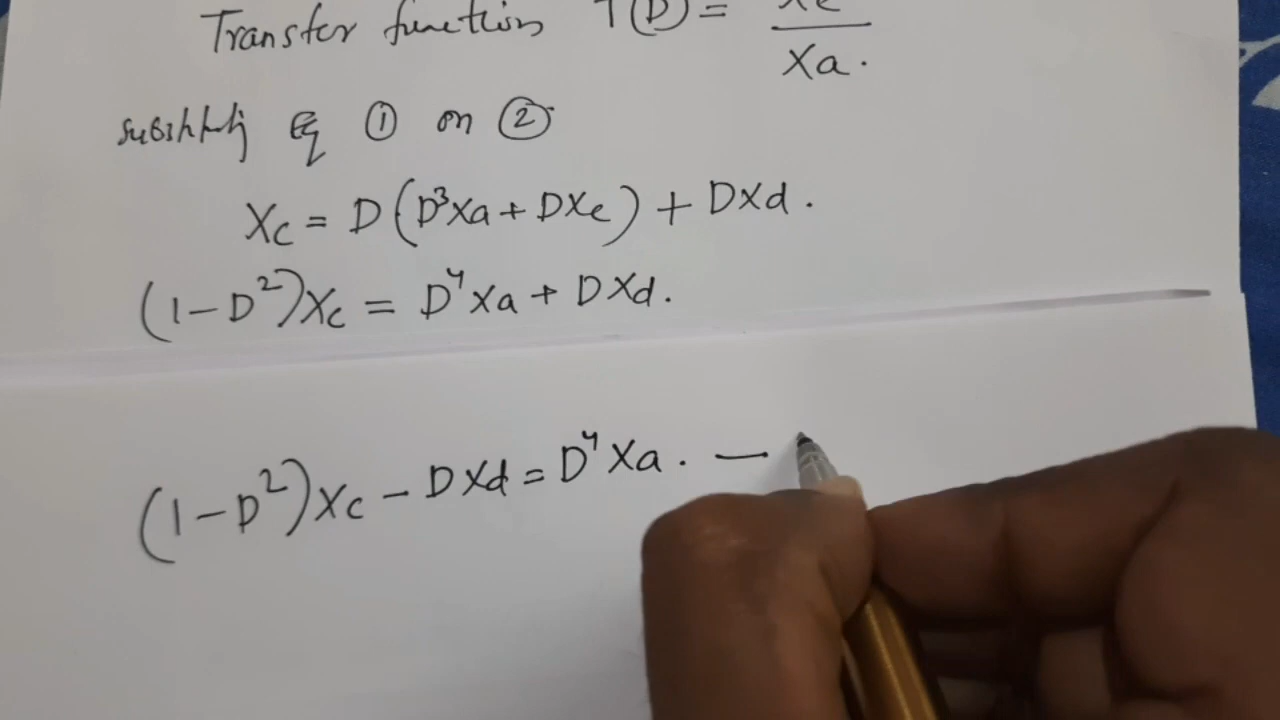 Transfer function T(D) = Xe
Xa.
Eq ① on ②
Xc = D(D³Xa + DXc) + DXd.
(1-D²)Xc = D⁴Xa + DXd.
(1-D²)Xc - DXd = D⁴Xa. —